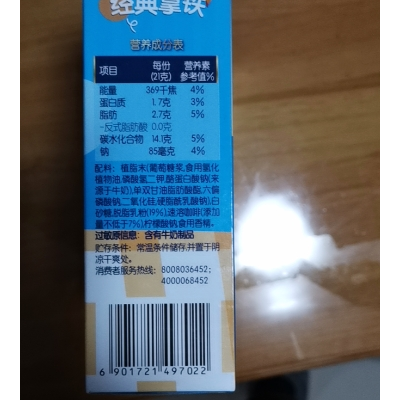 经典拿铁
营养成分表
项目 每份(21克) 营养素参考值%
能量 369千焦 4%
蛋白质 1.7克 3%
脂肪 2.7克 5%
-反式脂肪酸 0.0克
碳水化合物 14.1克 5%
钠 85毫克 4%
配料：植脂末(葡萄糖浆,食用氢化
植物油,磷酸氢二钾,酪蛋白酸钠(来
源于牛奶),单双甘油脂肪酸酯,六偏
磷酸钠,二氧化硅,硬脂酰乳酸钠),白
砂糖,脱脂乳粉(19%),速溶咖啡(添加
量不低于7%),柠檬酸钠,食用香精。
过敏原信息：含有牛奶制品
贮存条件：常温条件储存,并置于阴
凉干爽处。
消费者服务热线：8008036452;
4000068452
6 901721 497022